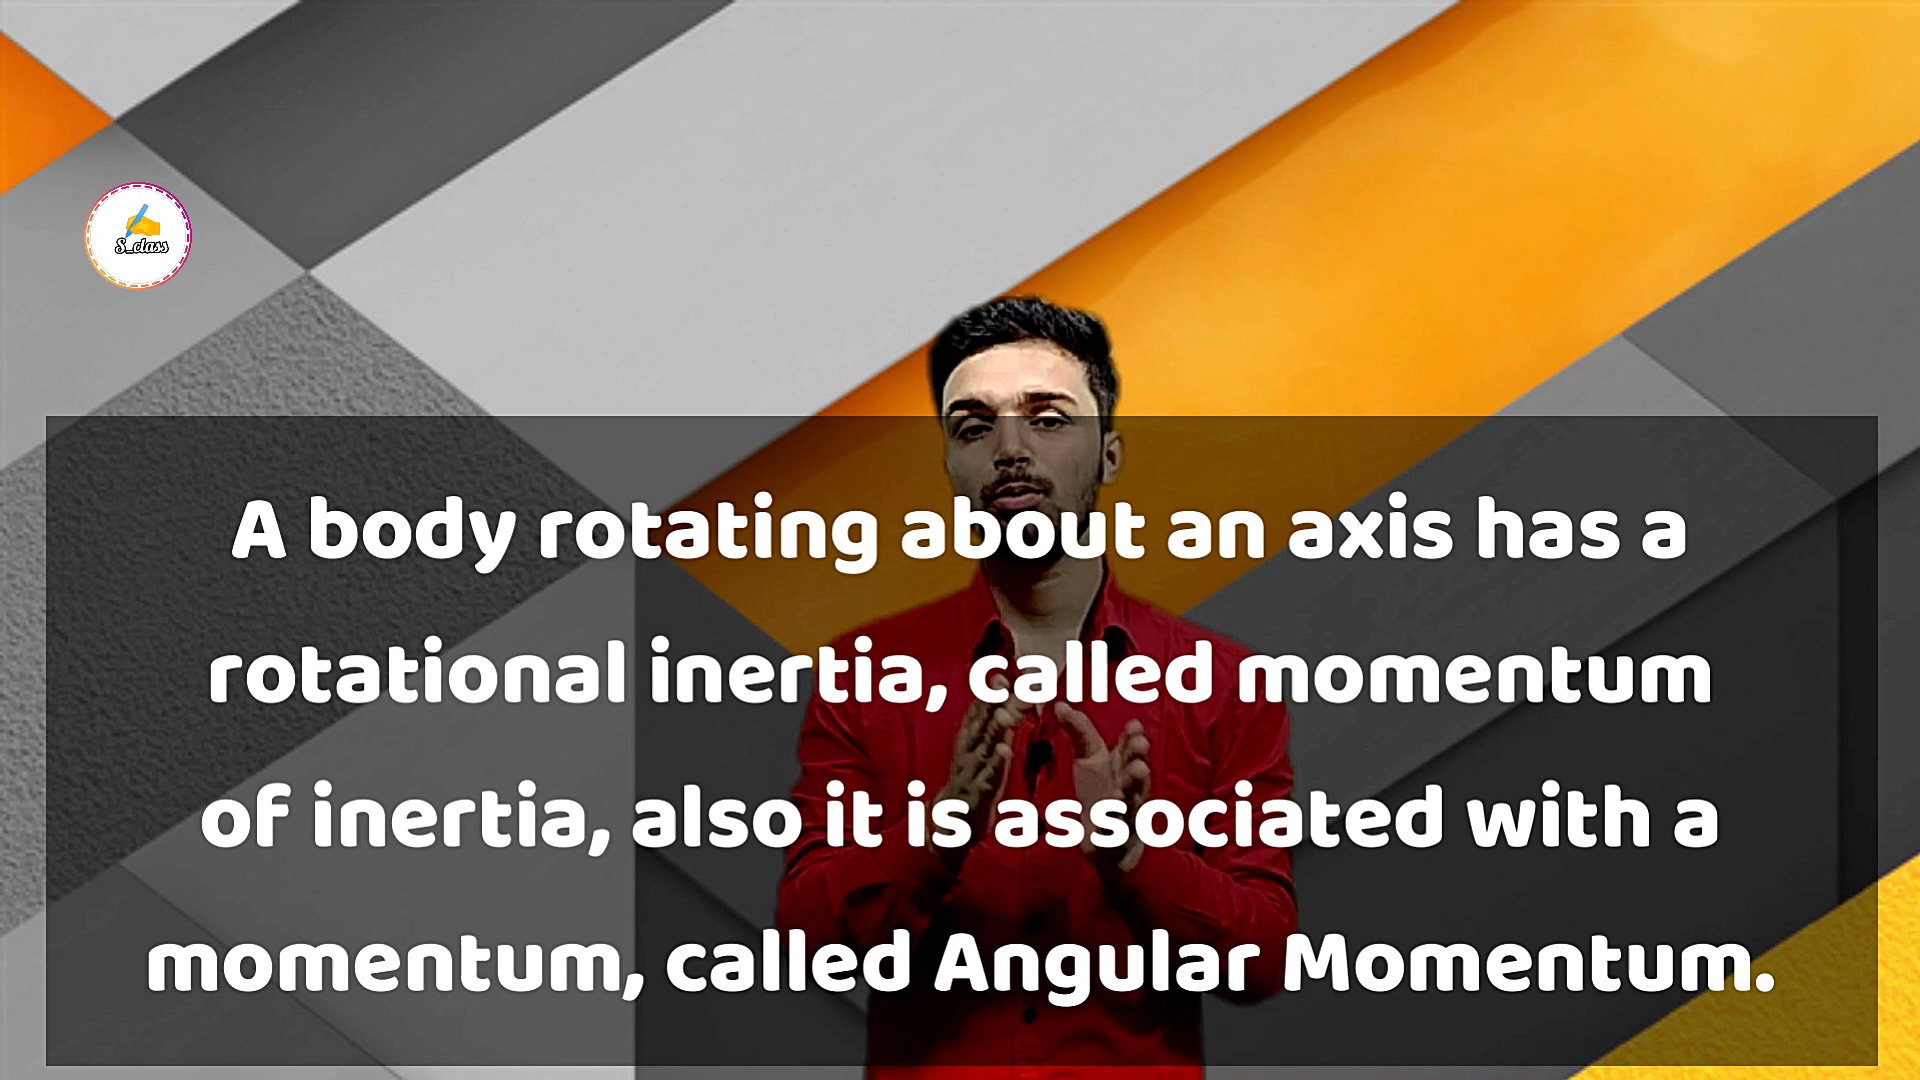 S_class
A body rotating about an axis has a
rotational inertia, called momentum
of inertia, also it is associated with a
momentum, called Angular Momentum.